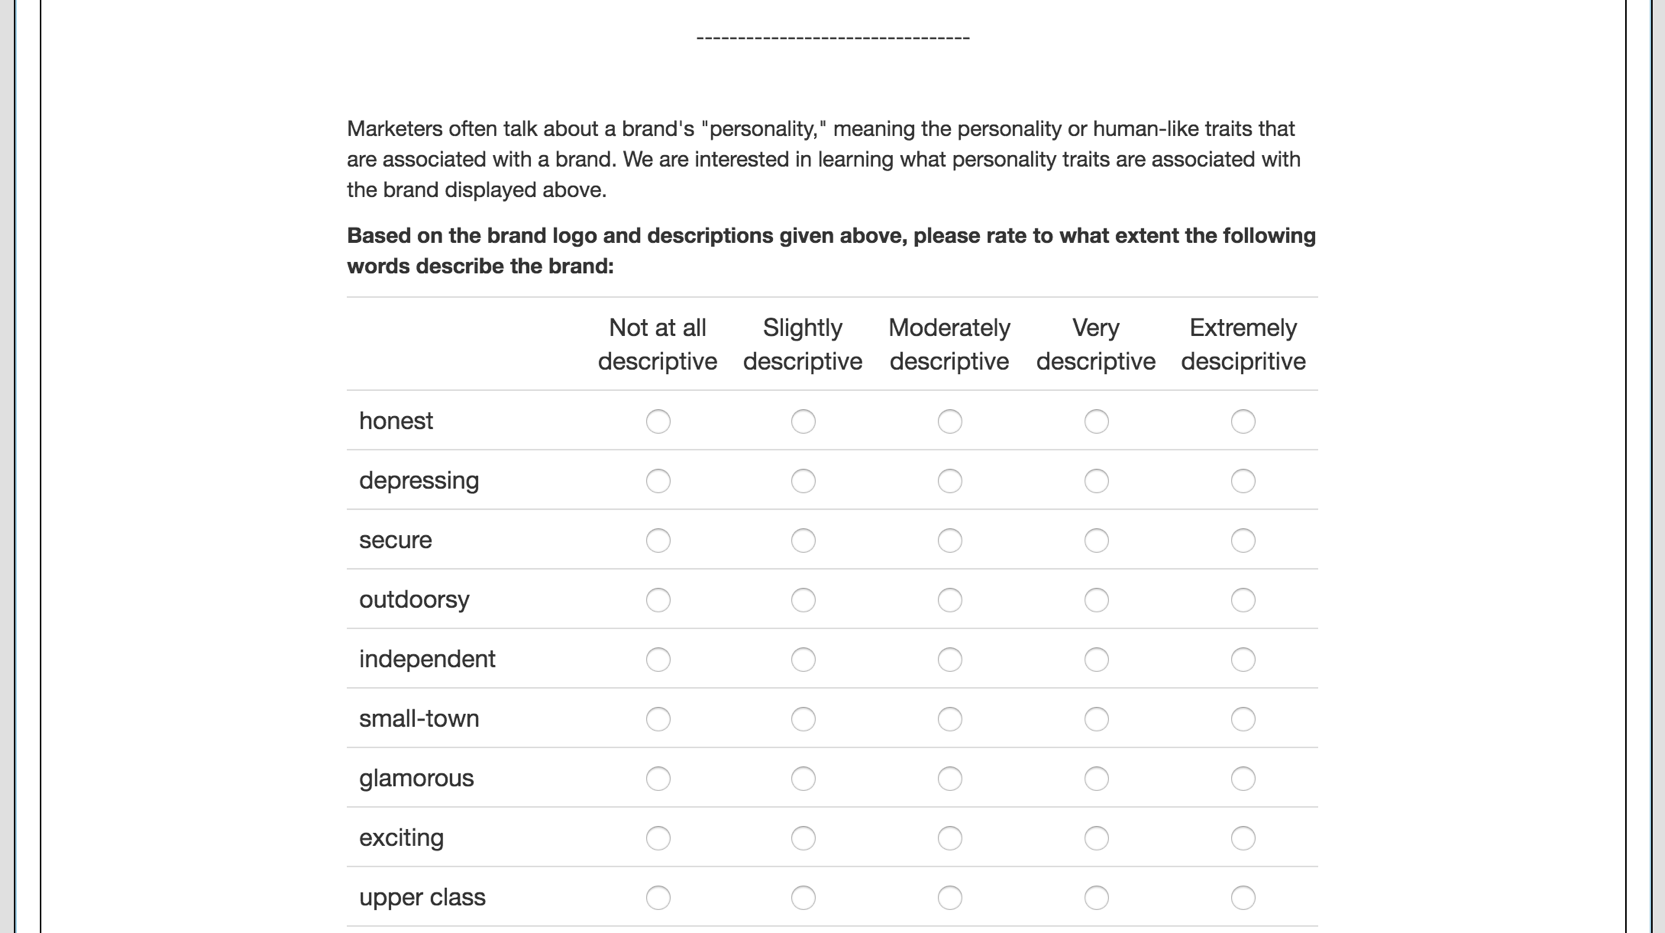 ---------------------------------
Marketers often talk about a brand's "personality," meaning the personality or human-like traits that
are associated with a brand. We are interested in learning what personality traits are associated with
the brand displayed above.
Based on the brand logo and descriptions given above, please rate to what extent the following
words describe the brand:
Not at all descriptive Slightly descriptive Moderately descriptive Very descriptive Extremely descipritive
honest
depressing
secure
outdoorsy
independent
small-town
glamorous
exciting
upper class